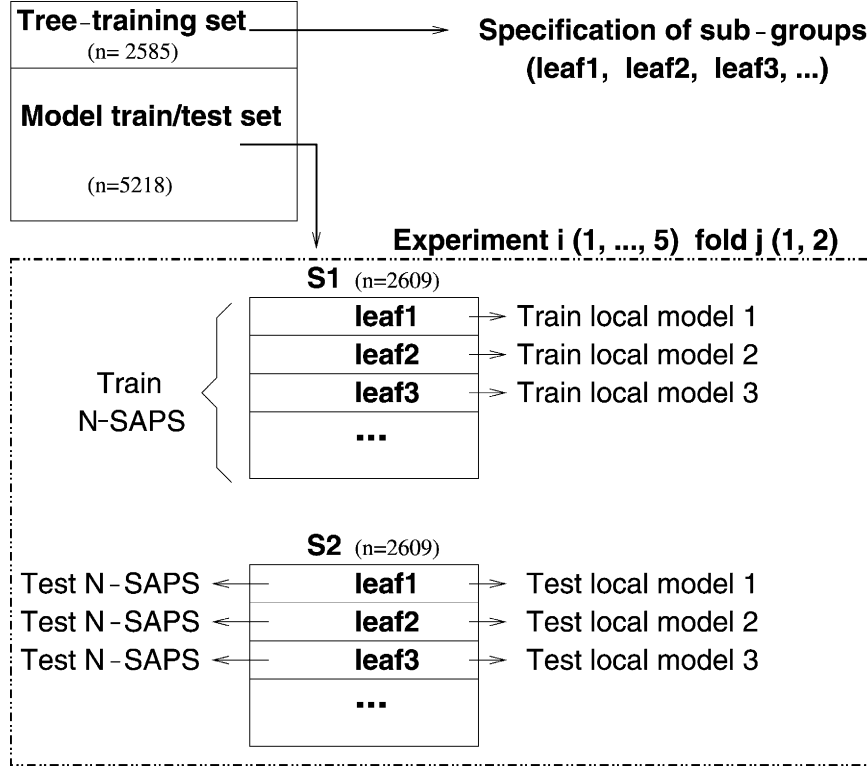 Tree-training set
(n= 2585)
Specification of sub-groups
(leaf1, leaf2, leaf3, ...)
Model train/test set
(n=5218)
Experiment i (1, ..., 5) fold j (1, 2)
S1 (n=2609)
leaf1 Train local model 1
leaf2 Train local model 2
leaf3 Train local model 3
...
Train
N-SAPS
S2 (n=2609)
Test N-SAPS leaf1 Test local model 1
Test N-SAPS leaf2 Test local model 2
Test N-SAPS leaf3 Test local model 3
...